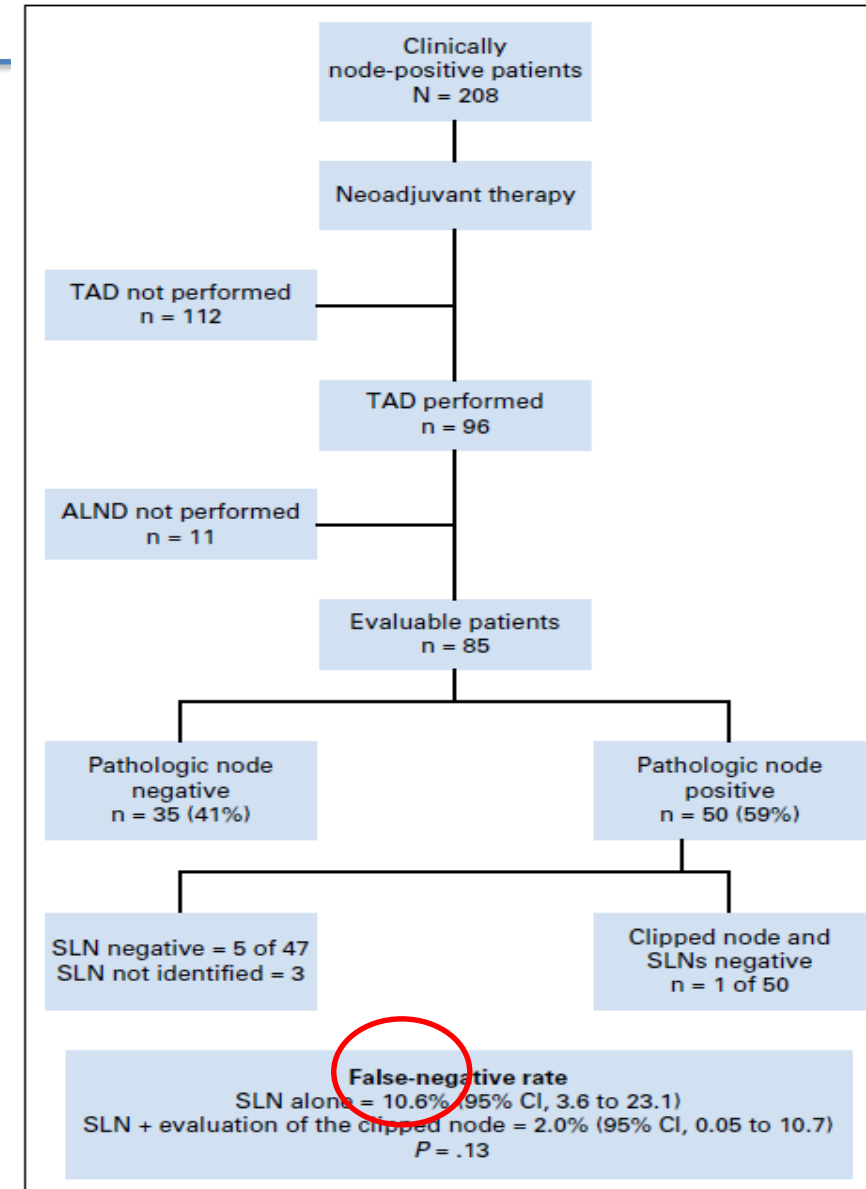 Clinically
node-positive patients
N = 208
Neoadjuvant therapy
TAD not performed
n = 112
TAD performed
n = 96
ALND not performed
n = 11
Evaluable patients
n = 85
Pathologic node
negative
n = 35 (41%)
Pathologic node
positive
n = 50 (59%)
SLN negative = 5 of 47
SLN not identified = 3
Clipped node and
SLNs negative
n = 1 of 50
False-negative rate
SLN alone = 10.6% (95% CI, 3.6 to 23.1)
SLN + evaluation of the clipped node = 2.0% (95% CI, 0.05 to 10.7)
P = .13